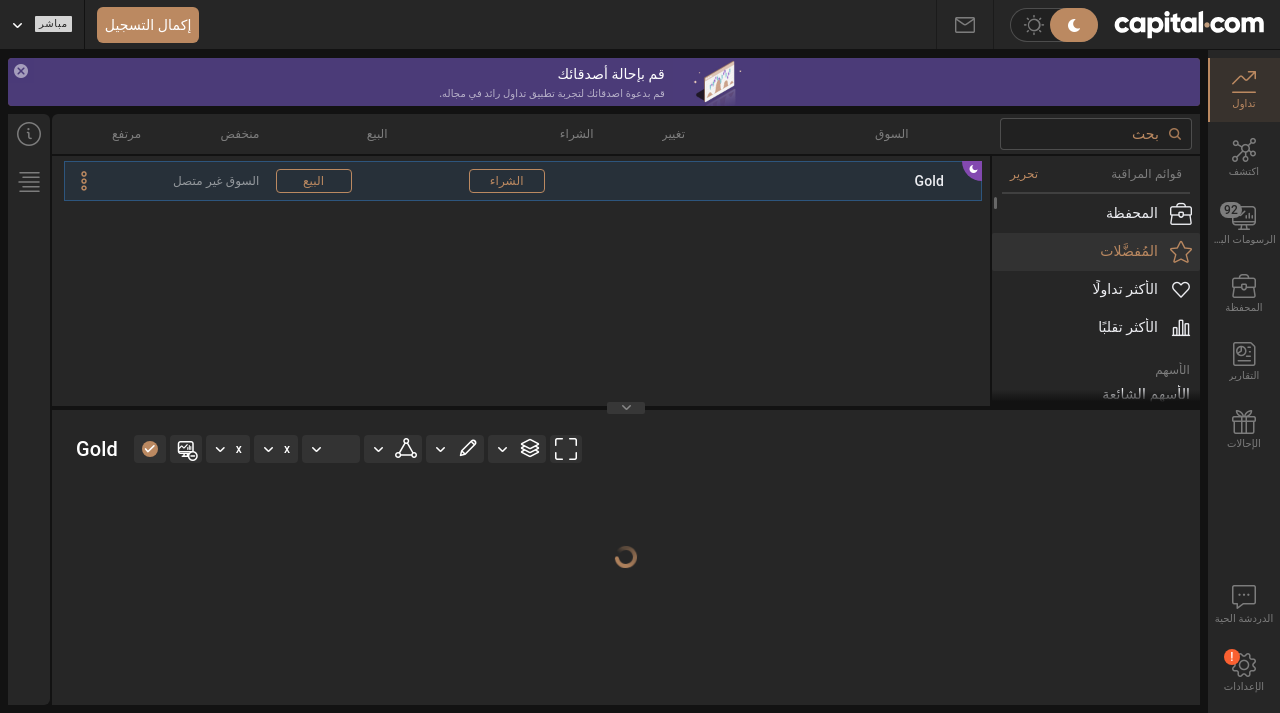 capital.com
إكمال التسجيل
مباشر
قم بإحالة أصدقائك
قم بدعوة اصدقائك لتجربة تطبيق تداول رائد في مجاله.
تداول
اكتشف
92
الرسومات البـ...
المحفظة
التقارير
الإحالات
الدردشة الحية
!
الإعدادات
بحث
السوق
تغيير
الشراء
البيع
منخفض
مرتفع
قوائم المراقبة
تحرير
المحفظة
المُفضَّلات
الأكثر تداولًا
الأكثر تقلبًا
الأسهم
الأسهم الشائعة
Gold
الشراء
البيع
السوق غير متصل
Gold
x
x